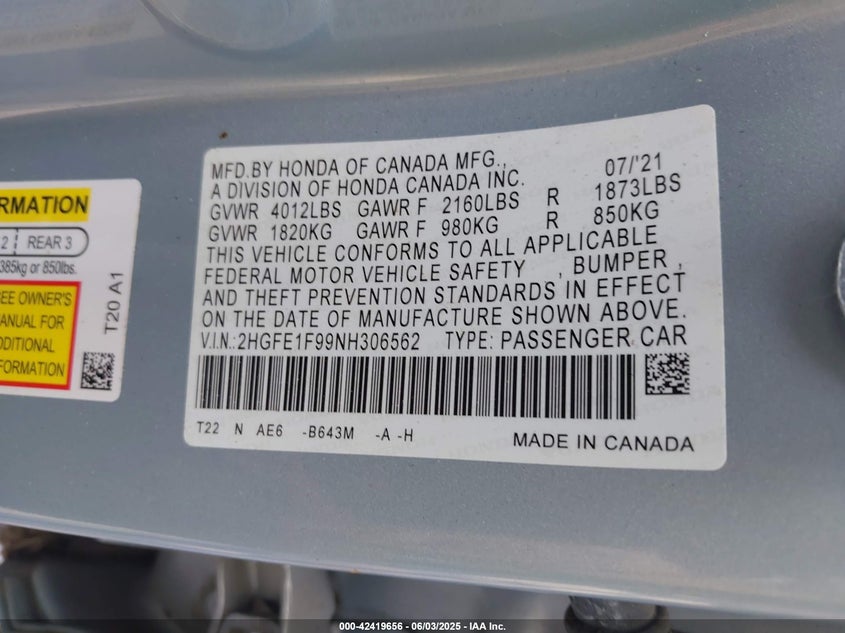 MFD.BY HONDA OF CANADA MFG., 07/'21
A DIVISION OF HONDA CANADA INC.
GVWR 4012LBS GAWR F 2160LBS R 1873LBS
GVWR 1820KG GAWR F 980KG R 850KG
THIS VEHICLE CONFORMS TO ALL APPLICABLE
FEDERAL MOTOR VEHICLE SAFETY , BUMPER ,
AND THEFT PREVENTION STANDARDS IN EFFECT
ON THE DATE OF MANUFACTURE SHOWN ABOVE.
V.I.N.:2HGFE1F99NH306562 TYPE: PASSENGER CAR
T22 N AE6 -B643M -A -H
MADE IN CANADA
RMATION
2 REAR 3
385kg or 850lbs.
EE OWNER'S
ANUAL FOR
DDITIONAL
FORMATION
T20 A1
000-42419656 - 06/03/2025 - IAA Inc.